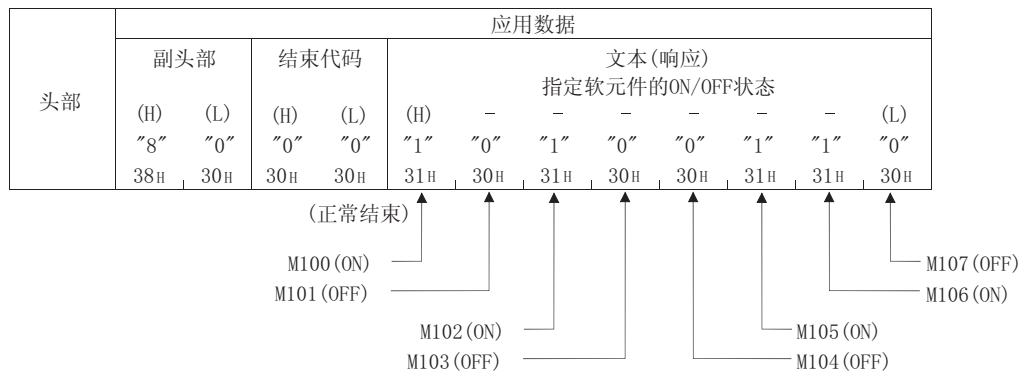 应用数据
副头部 结束代码 文本(响应)
指定软元件的ON/OFF状态
头部
(H) (L) (H) (L) (H) — — — — — — (L)
"8" "0" "0" "0" "1" "0" "1" "0" "0" "1" "1" "0"
38H 30H 30H 30H 31H 30H 31H 30H 30H 31H 31H 30H
(正常结束)
M100(ON) M107(OFF)
M101(OFF) M106(ON)
M102(ON) M105(ON)
M103(OFF) M104(OFF)